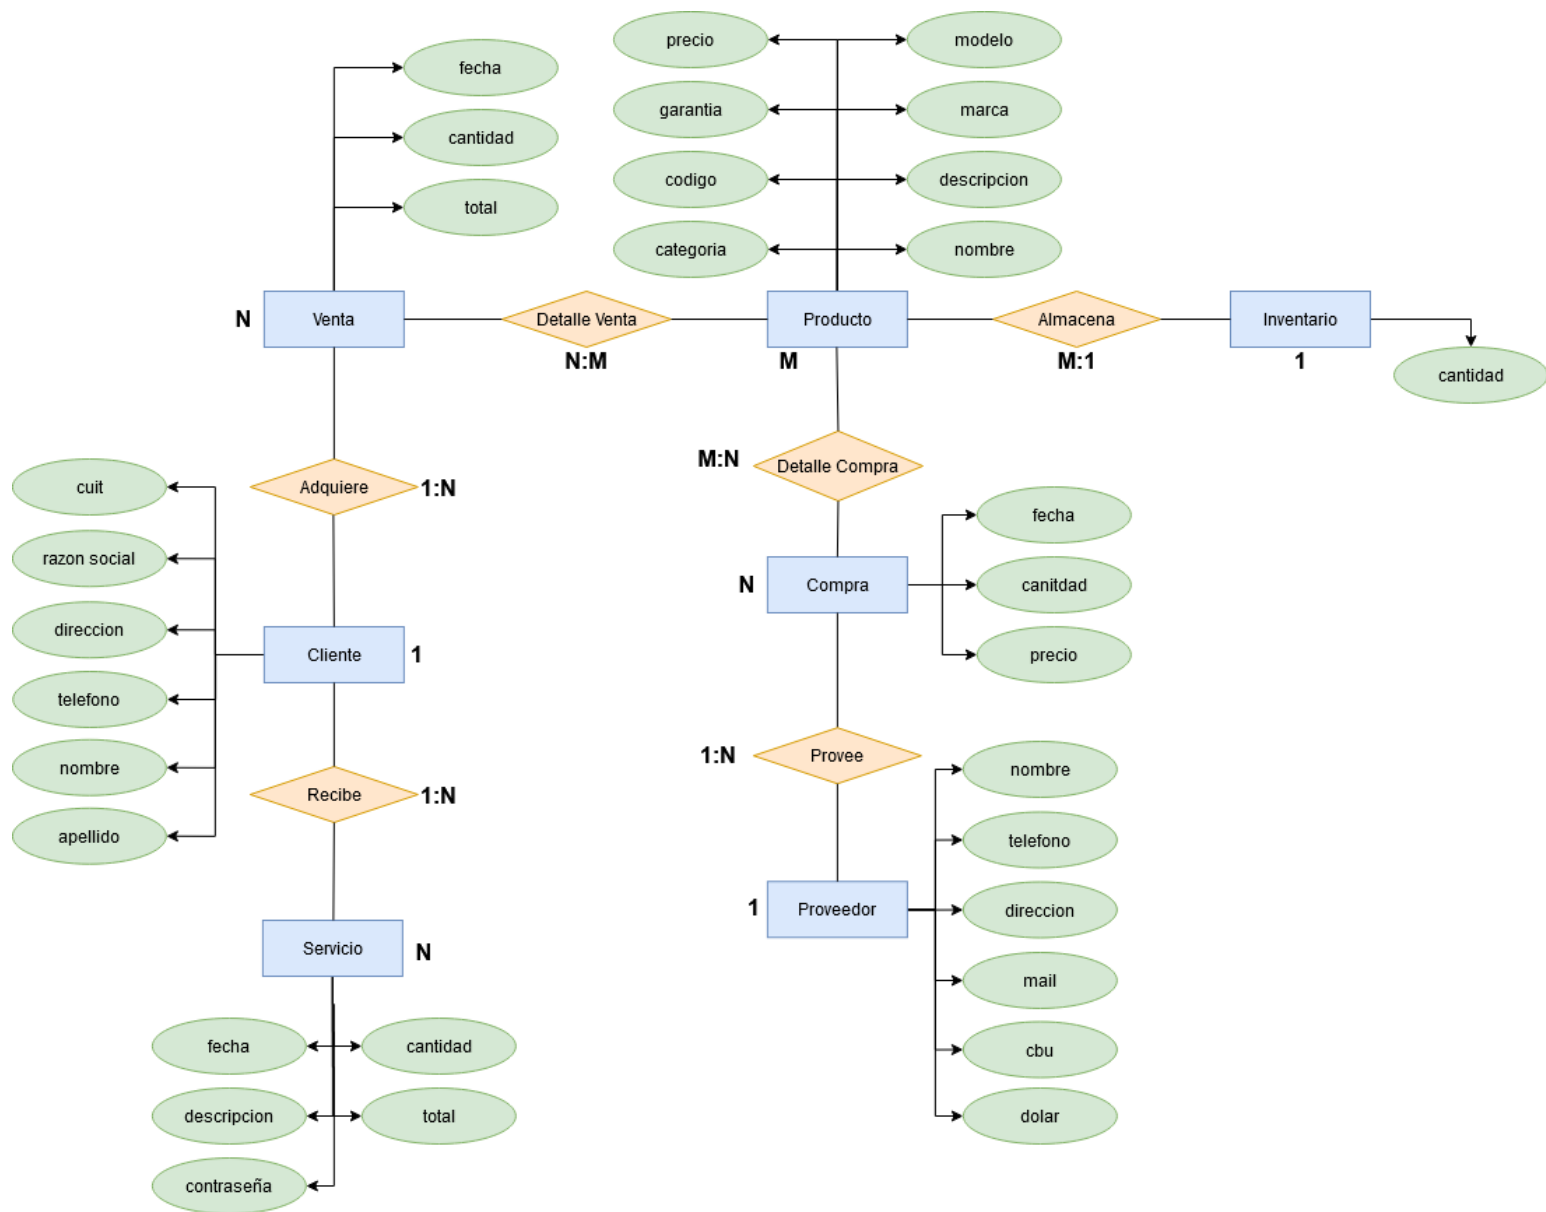 precio
modelo
fecha
garantia
marca
cantidad
codigo
descripcion
total
categoria
nombre
N
Venta
Detalle Venta
Producto
Almacena
Inventario
N:M
M
M:1
1
cantidad
M:N
Detalle Compra
cuit
Adquiere
1:N
fecha
razon social
N
Compra
canitdad
direccion
Cliente
1
precio
telefono
1:N
Provee
nombre
nombre
Recibe
1:N
apellido
telefono
1
Proveedor
direccion
Servicio
N
mail
fecha
cantidad
cbu
descripcion
total
dolar
contraseña